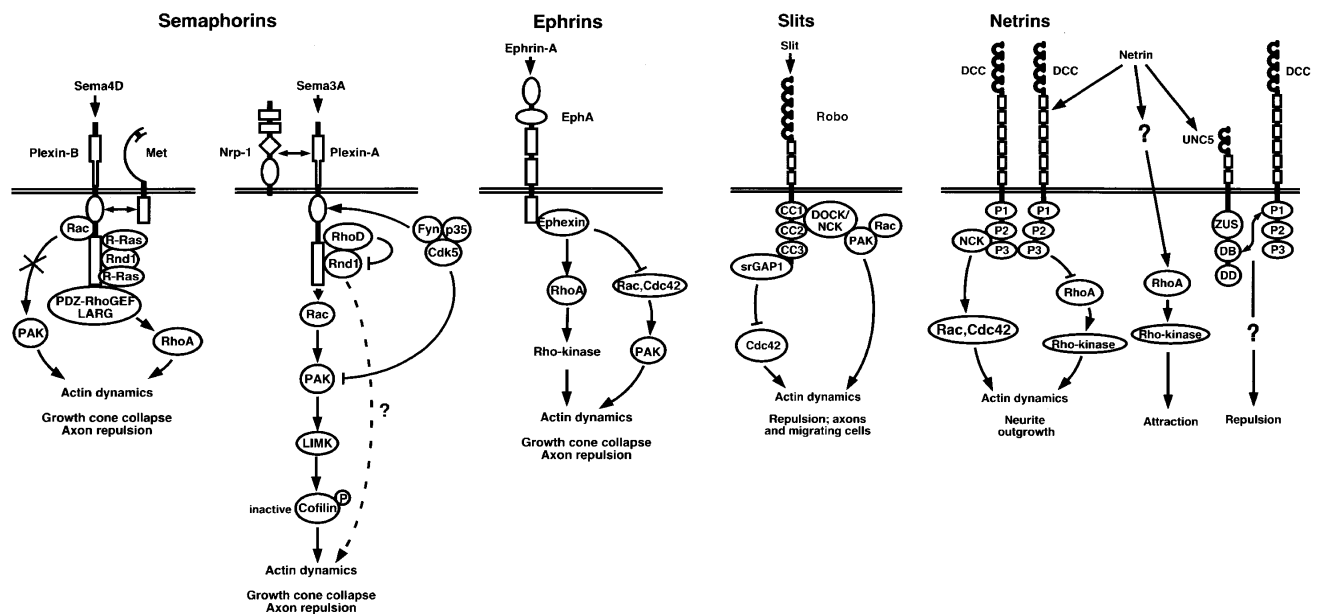 Semaphorins
Ephrins
Slits
Netrins
Sema4D
Plexin-B
Met
Rac
R-Ras
Rnd1
R-Ras
PDZ-RhoGEF
LARG
PAK
RhoA
Actin dynamics
Growth cone collapse
Axon repulsion
Sema3A
Nrp-1
Plexin-A
RhoD
Rnd1
Fyn
p35
Cdk5
Rac
PAK
?
LIMK
inactive
Cofilin
P
Actin dynamics
Growth cone collapse
Axon repulsion
Ephrin-A
EphA
Ephexin
RhoA
Rac,Cdc42
Rho-kinase
PAK
Actin dynamics
Growth cone collapse
Axon repulsion
Slit
Robo
CC1
CC2
CC3
DOCK/
NCK
PAK
Rac
srGAP1
Cdc42
Actin dynamics
Repulsion; axons
and migrating cells
DCC
DCC
Netrin
DCC
?
UNC5
P1
P2
P3
P1
P2
P3
NCK
RhoA
Rac,Cdc42
Rho-kinase
Actin dynamics
Neurite
outgrowth
RhoA
Rho-kinase
Attraction
ZUS
DB
DD
P1
P2
P3
?
Repulsion